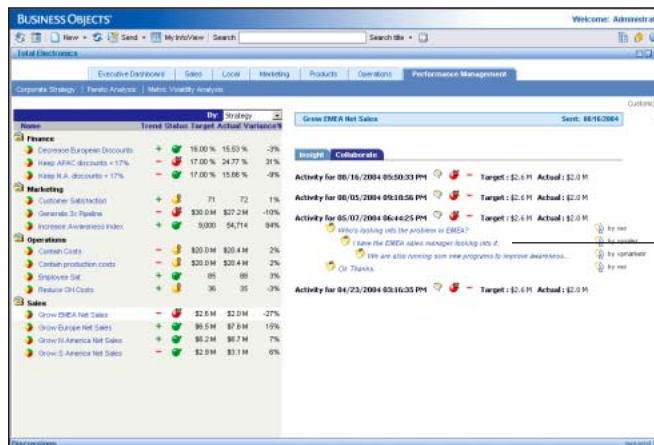 BUSINESS OBJECTS
Welcome: Administrat
New
Send
My InfoView
Search
Search title
Total Electronics
Executive Dashboard
Sales
Local
Marketing
Products
Operations
Performance Management
Corporate Strategy | Pareto Analysis | Metric Volatility Analysis
Customiz
By: Strategy
Name Trend Status Target Actual Variance%
Finance
Decrease European Discounts + 16.00 % 15.53 % -3%
Keep APAC discounts < 17% - 17.00 % 24.77 % 31%
Keep N.A. discounts < 17% + 17.00 % 15.66 % -9%
Marketing
Customer Satisfaction + 71 72 1%
Generate 3x Pipeline - $30.0 M $27.2 M -10%
Increase Awareness Index + 9,000 54,714 84%
Operations
Contain Costs + $20.0 M $20.4 M 2%
Contain production costs - $20.0 M $20.4 M 2%
Employee Sat + 85 88 3%
Reduce OH Costs + 36 35 -3%
Sales
Grow EMEA Net Sales - $2.6 M $2.0 M -27%
Grow Europe Net Sales + $6.5 M $7.6 M 15%
Grow N America Net Sales + $8.2 M $8.7 M 7%
Grow S America Net Sales - $2.9 M $3.1 M 6%
Grow EMEA Net Sales Sent: 08/16/2004
Insight Collaborate
Activity for 08/16/2004 05:50:33 PM - Target : $2.6 M Actual : $2.0 M
Activity for 08/05/2004 09:18:56 PM - Target : $2.6 M Actual : $2.0 M
Activity for 05/07/2004 06:44:25 PM - Target : $2.6 M Actual : $2.0 M
Who's looking into the problem in EMEA? by
I have the EMEA sales manager looking into it. by
We are also running som new programs to improve awareness... by vpmarketi
Ok Thanks. by
Activity for 04/23/2004 03:16:35 PM - Target : $2.6 M Actual : $2.0 M
Discussions